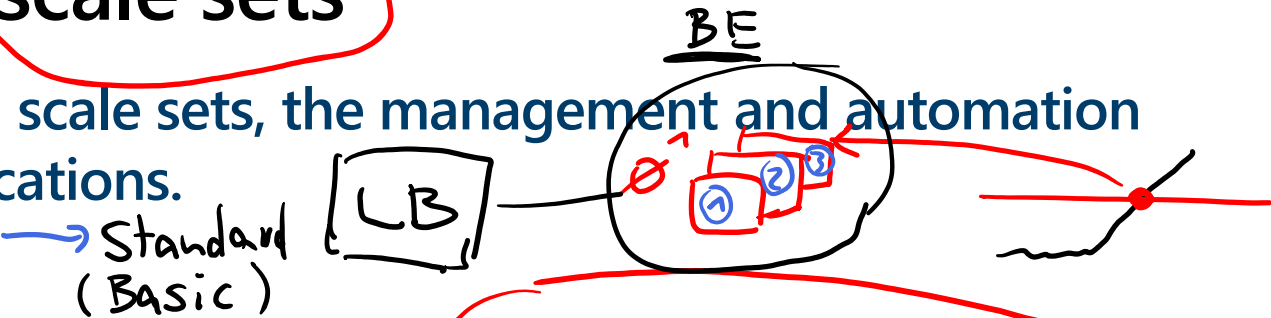 scale sets
BE
scale sets, the management and automation
cations.
LB
1
2
3
Standard
(Basic)